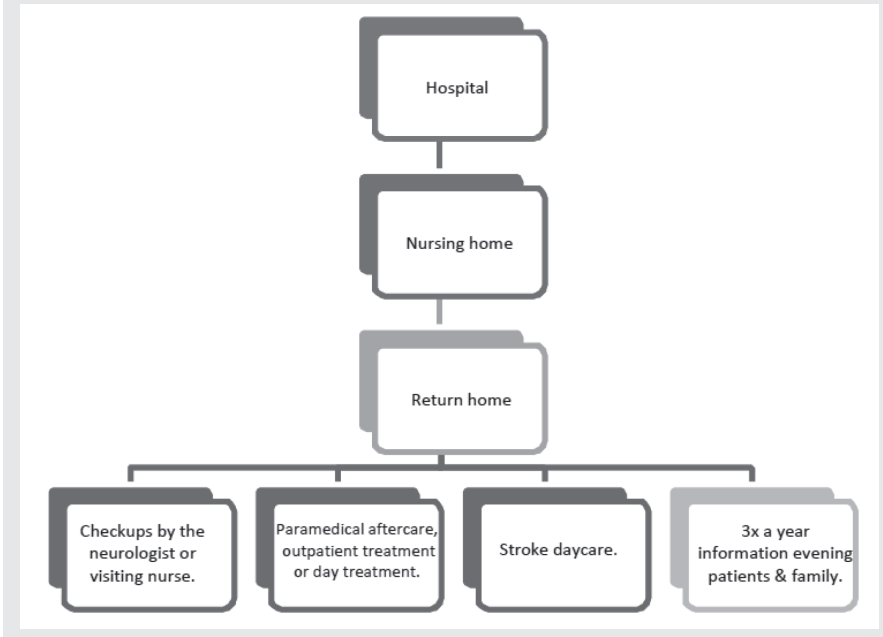 Hospital
Nursing home
Return home
Checkups by the
neurologist or
visiting nurse.
Paramedical aftercare,
outpatient treatment
or day treatment.
Stroke daycare.
3x a year
information evening
patients & family.